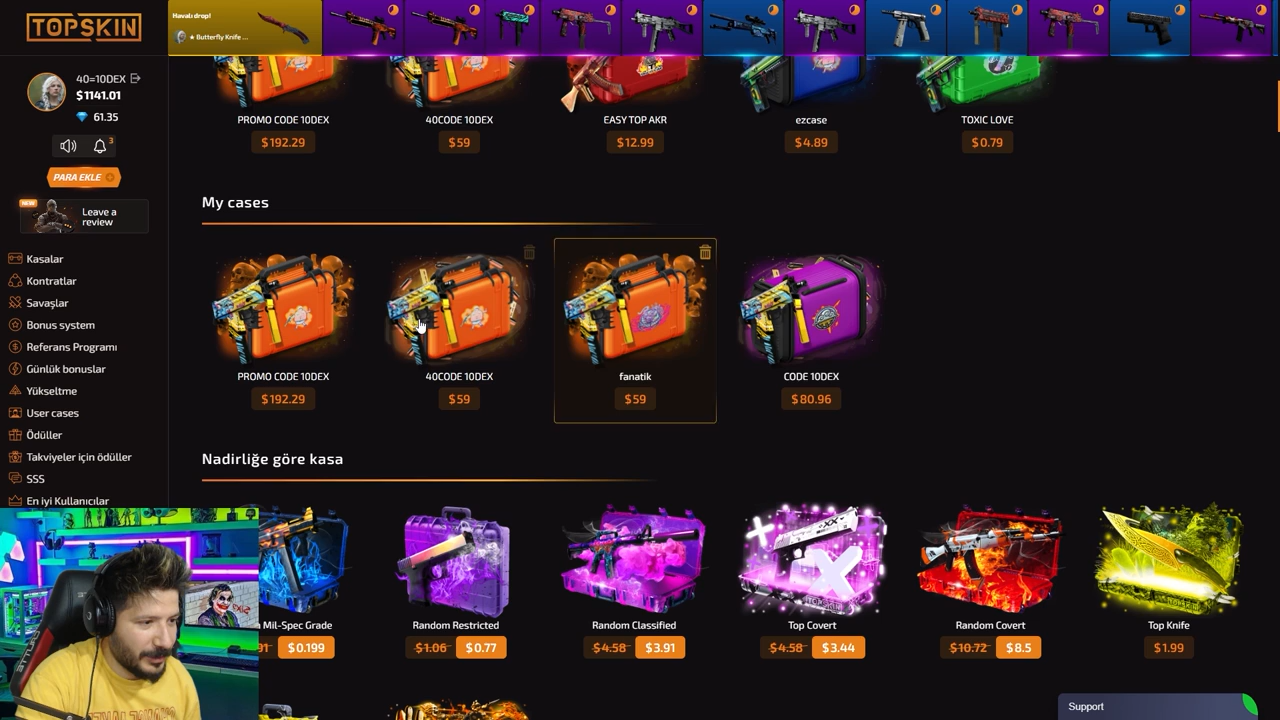 TOPSKIN
Havalı drop!
★ Butterfly Knife ...
40=10DEX
$1141.01
61.35
3
PARA EKLE
NEW
Leave a
review
Kasalar
Kontratlar
Savaşlar
Bonus system
Referans Programı
Günlük bonuslar
Yükseltme
User cases
Ödüller
Takviyeler için ödüller
SSS
En iyi Kullanıcılar
PROMO CODE 10DEX
$192.29
40CODE 10DEX
$59
EASY TOP AKR
$12.99
ezcase
$4.89
TOXIC LOVE
$0.79
My cases
PROMO CODE 10DEX
$192.29
40CODE 10DEX
$59
fanatik
$59
CODE 10DEX
$80.96
Nadirliğe göre kasa
Mil-Spec Grade
$0.199
Random Restricted
$1.06 $0.77
Random Classified
$4.58 $3.91
Top Covert
$4.58 $3.44
Random Covert
$10.72 $8.5
Top Knife
$1.99
Support